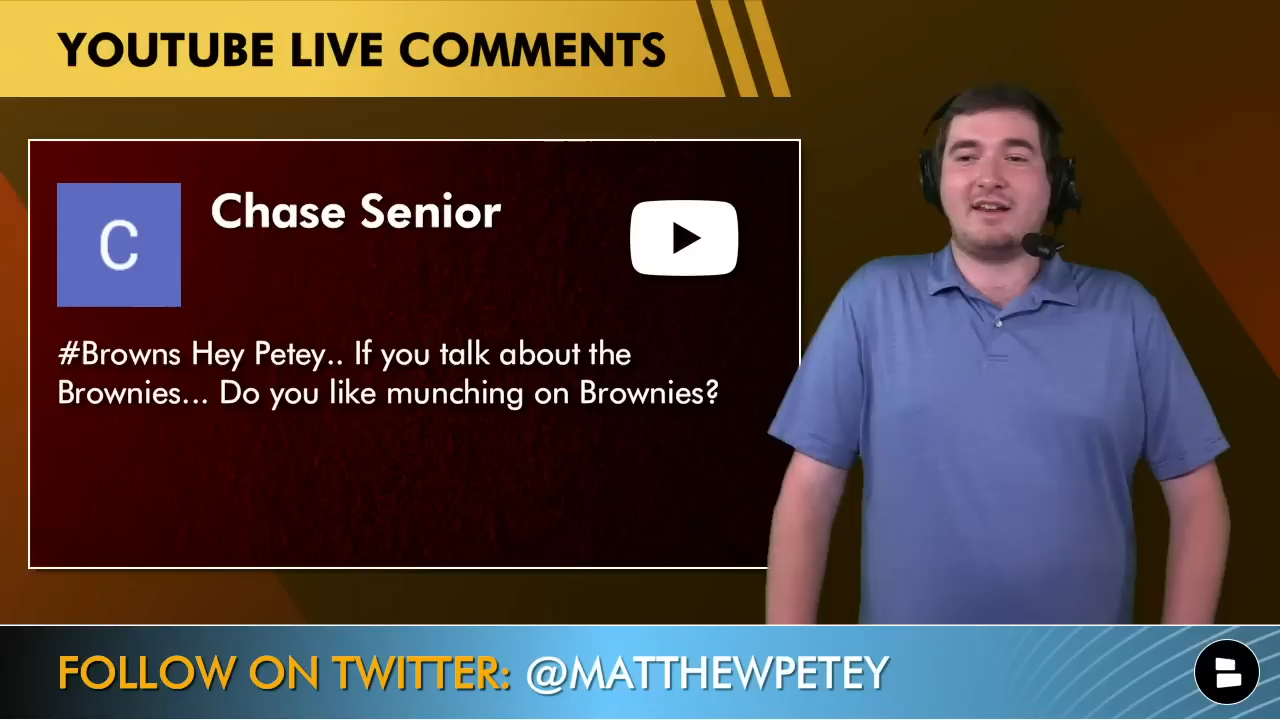 YOUTUBE LIVE COMMENTS
C
Chase Senior
#Browns Hey Petey.. If you talk about the
Brownies... Do you like munching on Brownies?
FOLLOW ON TWITTER: @MATTHEWPETEY